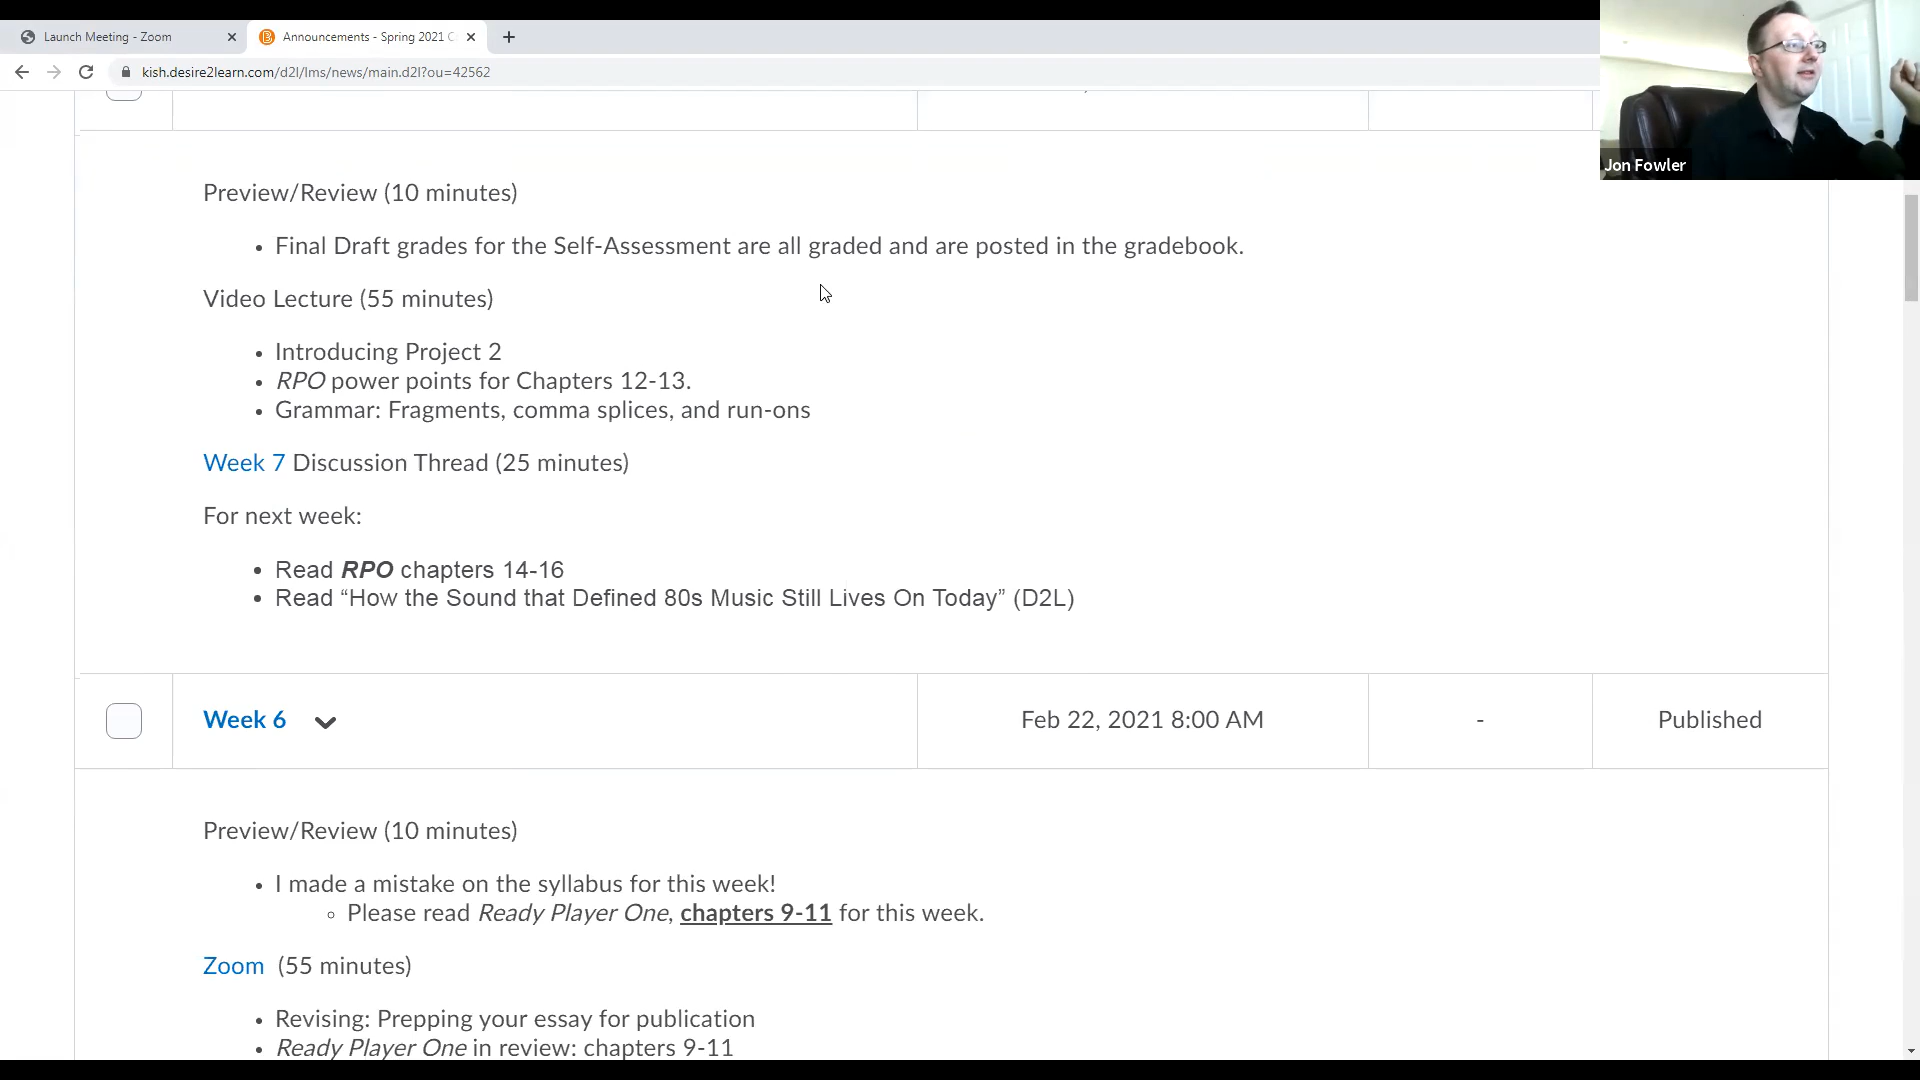 Launch Meeting - Zoom
Announcements - Spring 2021 C
kish.desire2learn.com/d2l/lms/news/main.d2l?ou=42562
Jon Fowler
Preview/Review (10 minutes)
• Final Draft grades for the Self-Assessment are all graded and are posted in the gradebook.
Video Lecture (55 minutes)
• Introducing Project 2
• RPO power points for Chapters 12-13.
• Grammar: Fragments, comma splices, and run-ons
Week 7 Discussion Thread (25 minutes)
For next week:
• Read RPO chapters 14-16
• Read “How the Sound that Defined 80s Music Still Lives On Today” (D2L)
Week 6 Feb 22, 2021 8:00 AM - Published
Preview/Review (10 minutes)
• I made a mistake on the syllabus for this week!
◦ Please read Ready Player One, chapters 9-11 for this week.
Zoom (55 minutes)
• Revising: Prepping your essay for publication
• Ready Player One in review: chapters 9-11